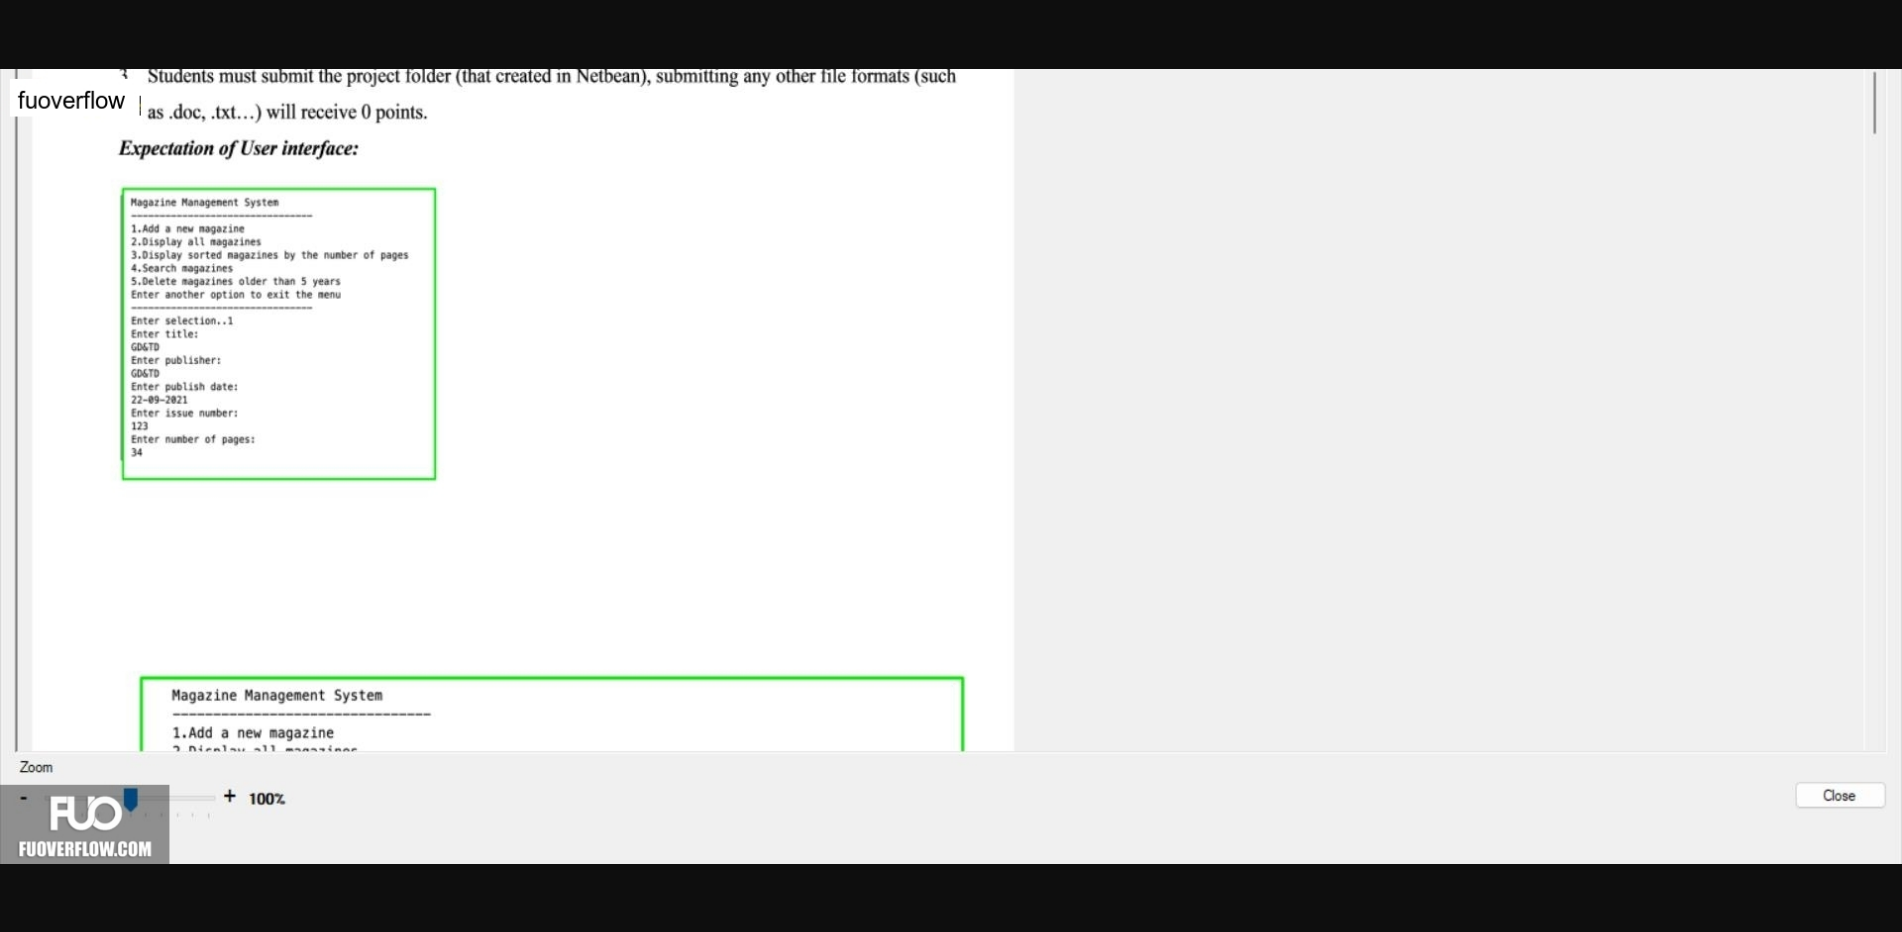 3 Students must submit the project folder (that created in Netbean), submitting any other file formats (such
fuoverflow
as .doc, .txt…) will receive 0 points.
Expectation of User interface:
Magazine Management System
--------------------------------
1.Add a new magazine
2.Display all magazines
3.Display sorted magazines by the number of pages
4.Search magazines
5.Delete magazines older than 5 years
Enter another option to exit the menu
--------------------------------
Enter selection..1
Enter title:
GD&TD
Enter publisher:
GD&TD
Enter publish date:
22-09-2021
Enter issue number:
123
Enter number of pages:
34
Magazine Management System
--------------------------------
1.Add a new magazine
2.Display all magazines
Zoom
- + 100%
Close
FUO
FUOVERFLOW.COM